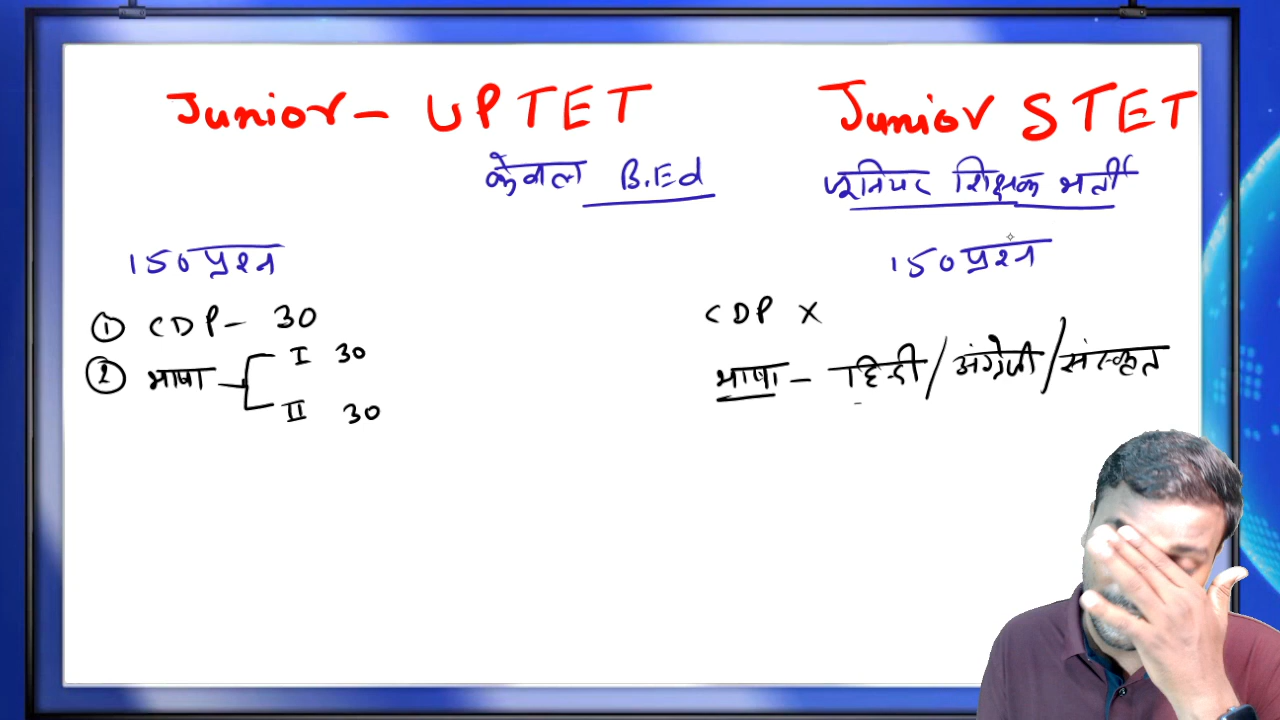 Junior - UPTET
केवल B.Ed
150 प्रश्न
① CDP - 30
② भाषा I 30
II 30
Junior STET
जूनियर शिक्षक भर्ती
150 प्रश्न
CDP X
भाषा - हिन्दी / अंग्रेजी / संस्कृत